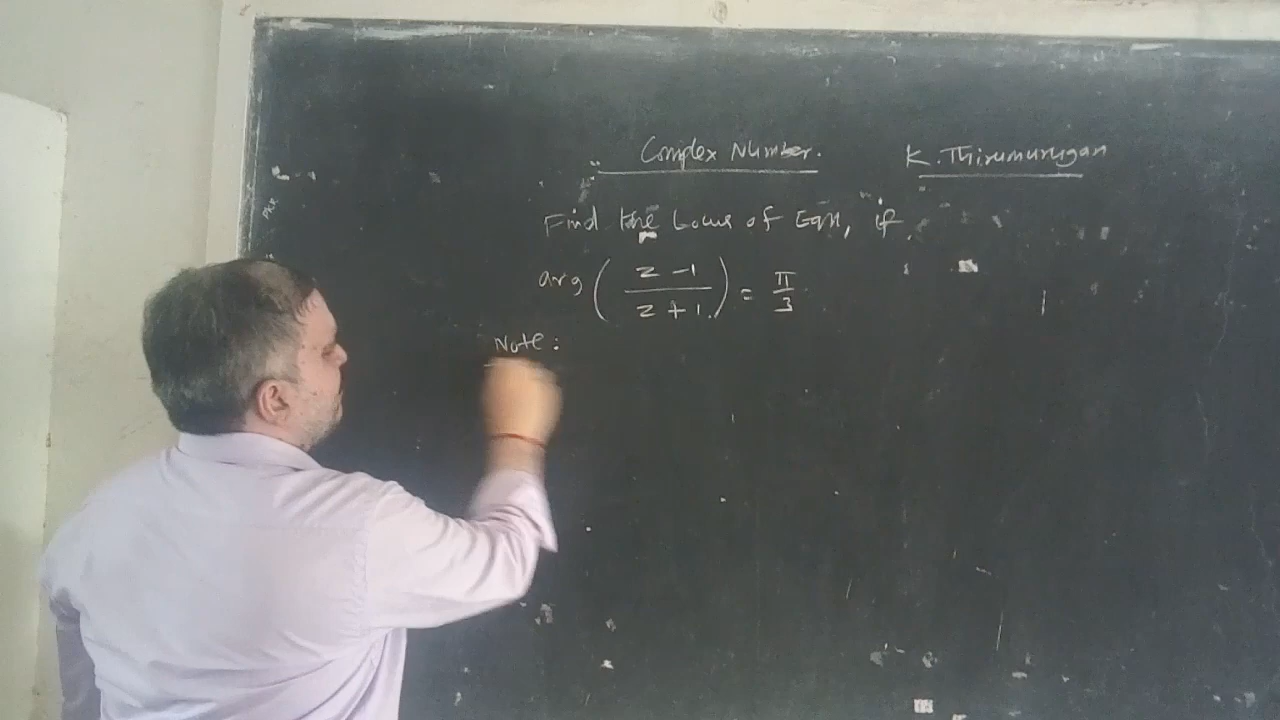 Complex Number. K. Thirumurugan
Find the Locus of Eqn, if
arg ( z - 1 / z + 1 ) = π / 3
Note: